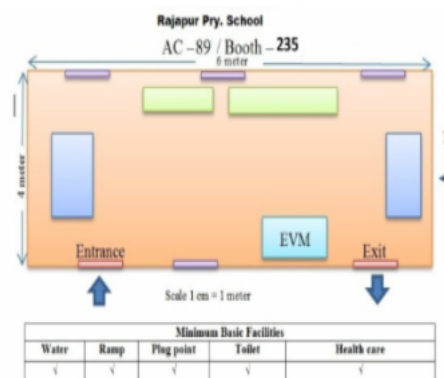 Rajapur Pry. School
AC -89 / Booth - 235
6 meter
4 meter
EVM
Entrance
Exit
Scale 1 cm = 1 meter
Minimum Basic Facilities
Water Ramp Plug point Toilet Health care
√ √ √ √ √